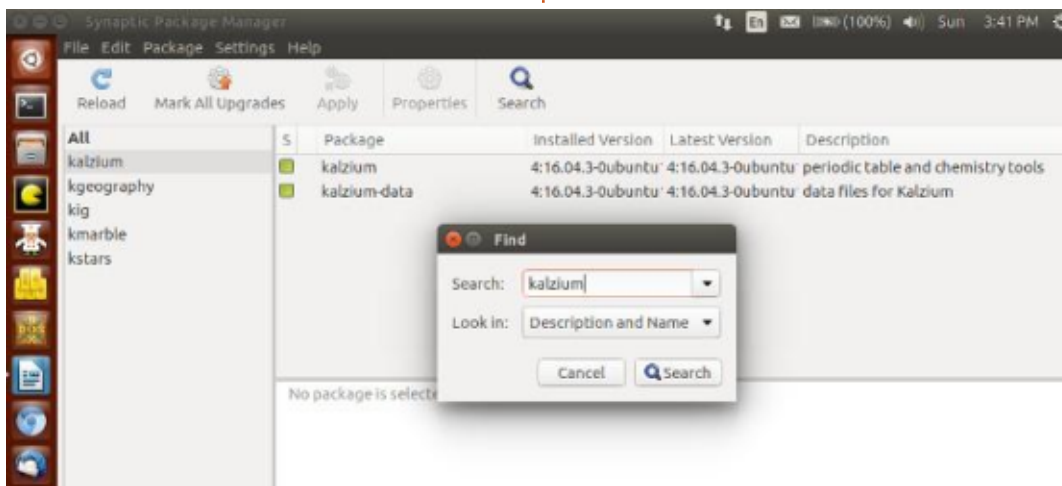 Synaptic Package Manager
En (100%) Sun 3:41 PM
File Edit Package Settings Help
Reload Mark All Upgrades Apply Properties Search
All
kalzium
kgeography
kig
kmarble
kstars
S Package Installed Version Latest Version Description
kalzium 4:16.04.3-0ubuntu 4:16.04.3-0ubuntu periodic table and chemistry tools
kalzium-data 4:16.04.3-0ubuntu 4:16.04.3-0ubuntu data files for Kalzium
Find
Search: kalzium
Look in: Description and Name
Cancel Search
No package is selecte